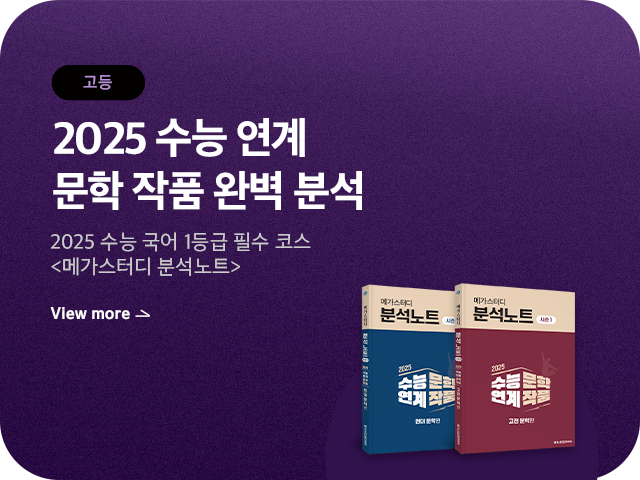 고등
2025 수능 연계
문학 작품 완벽 분석
2025 수능 국어 1등급 필수 코스
<메가스터디 분석노트>
View more
메가스터디
분석노트
메가스터디
분석노트 시즌 1
2025
수능 문학
연계 작품
현대 문학편
2025
수능 문학
연계 작품
고전 문학편